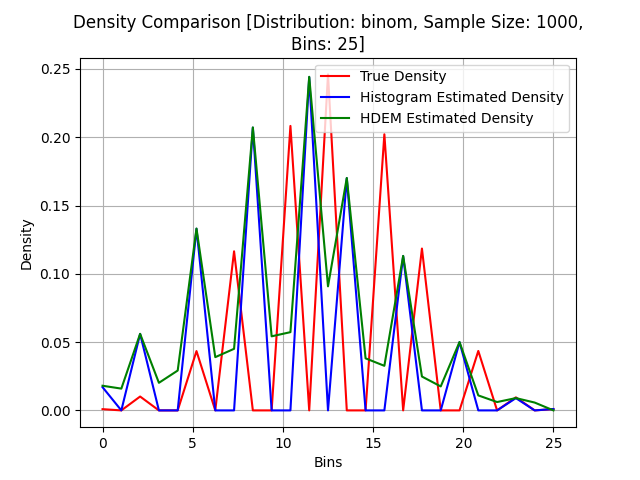 Density Comparison [Distribution: binom, Sample Size: 1000,
Bins: 25]
True Density
Histogram Estimated Density
HDEM Estimated Density
Density
0.25
0.20
0.15
0.10
0.05
0.00
0 5 10 15 20 25
Bins